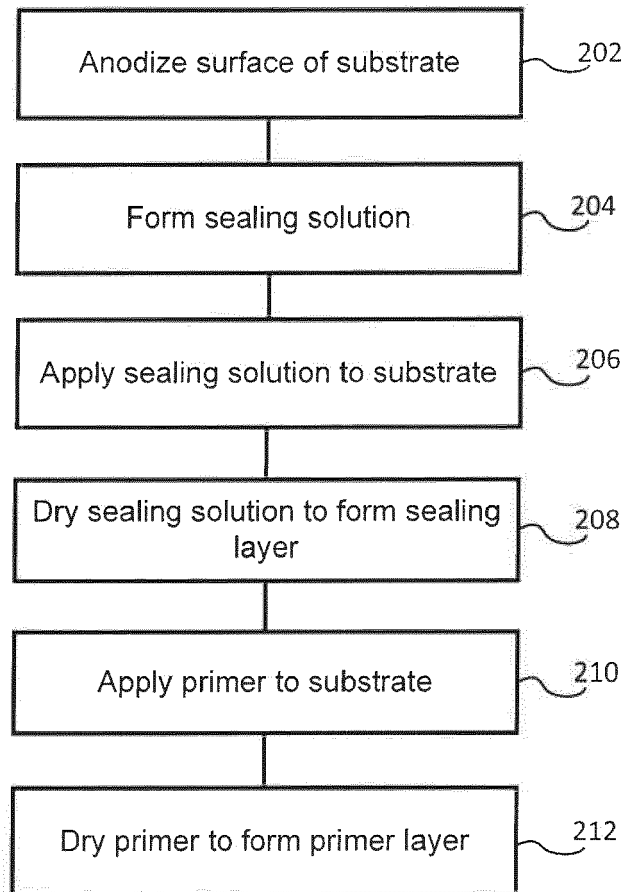 Anodize surface of substrate
202
Form sealing solution
204
Apply sealing solution to substrate
206
Dry sealing solution to form sealing
layer
208
Apply primer to substrate
210
Dry primer to form primer layer
212